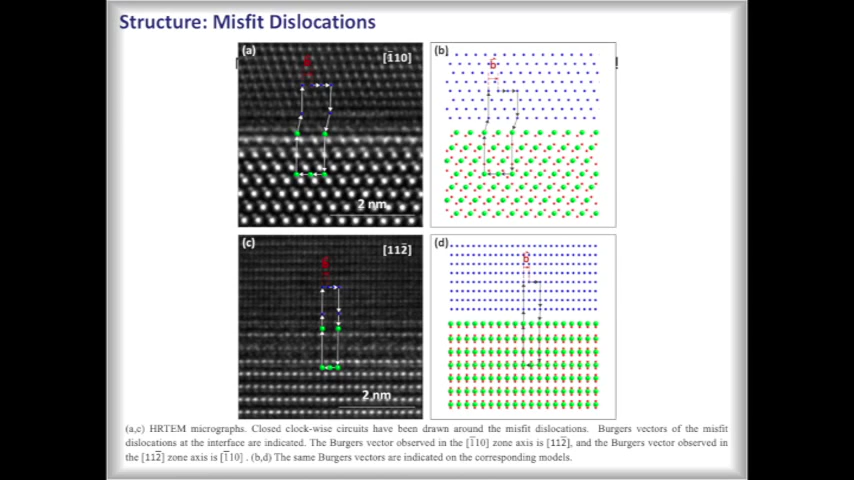 Structure: Misfit Dislocations
(a)
[1̅10]
b
2 nm
(b)
b
!
(c)
[112̅]
b
2 nm
(d)
b
(a,c) HRTEM micrographs. Closed clock-wise circuits have been drawn around the misfit dislocations. Burgers vectors of the misfit
dislocations at the interface are indicated. The Burgers vector observed in the [1̅10] zone axis is [112̅], and the Burgers vector observed in
the [112̅] zone axis is [1̅10] . (b,d) The same Burgers vectors are indicated on the corresponding models.